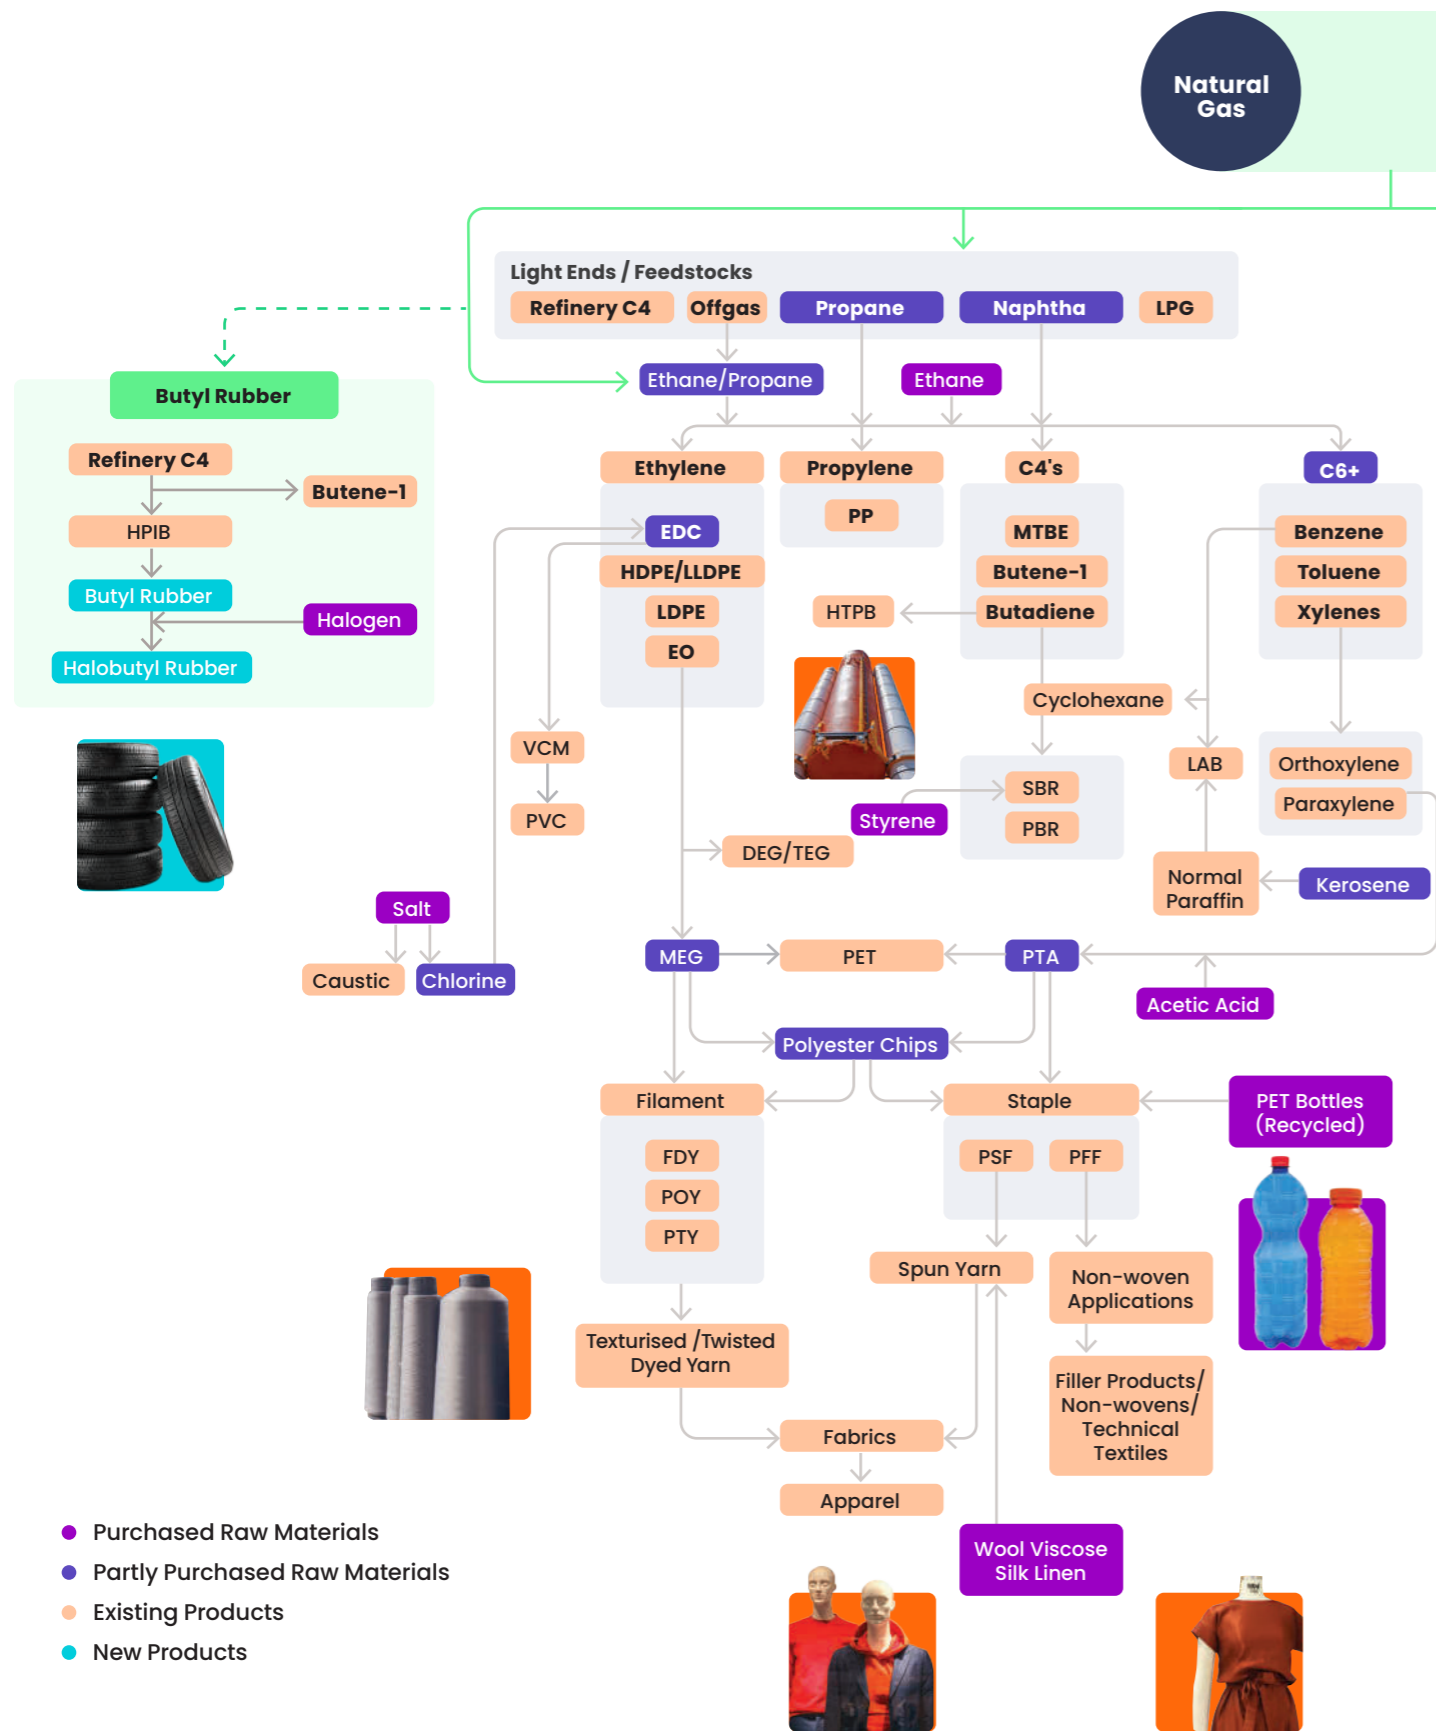 Natural
Gas
Light Ends / Feedstocks
Refinery C4
Offgas
Propane
Naphtha
LPG
Ethane/Propane
Ethane
Butyl Rubber
Refinery C4
Butene-1
HPIB
Butyl Rubber
Halogen
Halobutyl Rubber
Ethylene
Propylene
C4's
C6+
EDC
HDPE/LLDPE
LDPE
EO
PP
MTBE
Butene-1
Butadiene
HTPB
Benzene
Toluene
Xylenes
Cyclohexane
VCM
PVC
LAB
Orthoxylene
Paraxylene
SBR
PBR
Styrene
DEG/TEG
Normal
Paraffin
Kerosene
Salt
Caustic
Chlorine
MEG
PET
PTA
Acetic Acid
Polyester Chips
Filament
Staple
PET Bottles
(Recycled)
FDY
POY
PTY
PSF
PFF
Spun Yarn
Non-woven
Applications
Texturised /Twisted
Dyed Yarn
Filler Products/
Non-wovens/
Technical
Textiles
Fabrics
Apparel
Wool Viscose
Silk Linen
Purchased Raw Materials
Partly Purchased Raw Materials
Existing Products
New Products